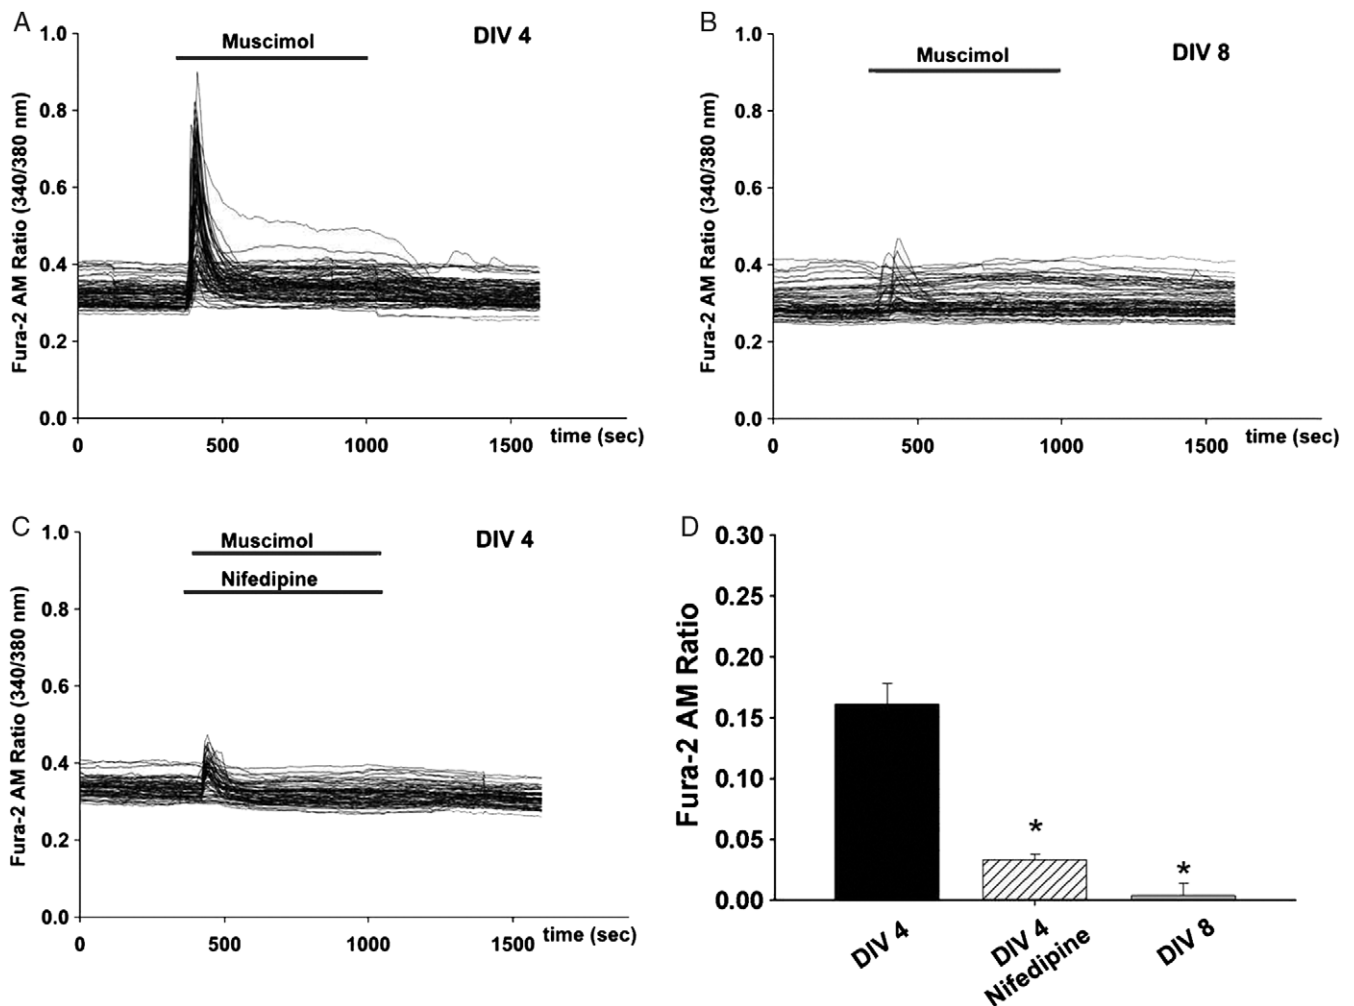 A
1.0
Muscimol
DIV 4
0.8
0.6
0.4
0.2
0.0
Fura-2 AM Ratio (340/380 nm)
0
500
1000
1500
time (sec)
B
1.0
Muscimol
DIV 8
0.8
0.6
0.4
0.2
0.0
Fura-2 AM Ratio (340/380 nm)
0
500
1000
1500
time (sec)
C
1.0
Muscimol
Nifedipine
DIV 4
0.8
0.6
0.4
0.2
0.0
Fura-2 AM Ratio (340/380 nm)
0
500
1000
1500
time (sec)
D
0.30
0.25
0.20
0.15
0.10
0.05
0.00
Fura-2 AM Ratio
*
*
DIV 4
DIV 4
Nifedipine
DIV 8